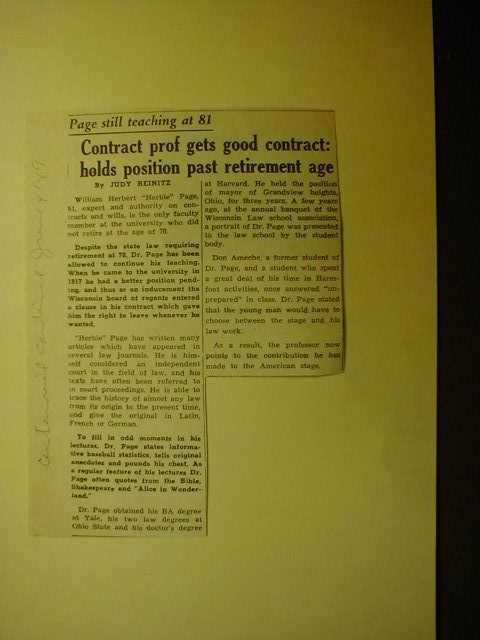 Page still teaching at 81
Contract prof gets good contract:
holds position past retirement age
By JUDY REINITZ
William Herbert "Herbie" Page,
81, expert and authority on con-
tracts and wills, is the only faculty
member at the university who did
not retire at the age of 70.
Despite the state law requiring
retirement at 70, Dr. Page has been
allowed to continue his teaching.
When he came to the university in
1917 he had a better position pend-
ing, and thus as an inducement the
Wisconsin board of regents entered
a clause in his contract which gave
him the right to leave whenever he
wanted.
"Herbie" Page has written many
articles which have appeared in
several law journals. He is him-
self considered an independent
court in the field of law, and his
texts have often been referred to
in court proceedings. He is able to
trace the history of almost any law
from its origin to the present time,
and give the original in Latin,
French or German.
To fill in odd moments in his
lectures, Dr. Page states informa-
tive baseball statistics, tells original
anecdotes and pounds his chest. As
a regular feature of his lectures Dr.
Page often quotes from the Bible,
Shakespeare and "Alice in Wonder-
land."
Dr. Page obtained his BA degree
at Yale, his two law degrees at
Ohio State and his doctor's degree
at Harvard. He held the position
of mayor of Grandview heights,
Ohio, for three years. A few years
ago, at the annual banquet of the
Wisconsin Law school association,
a portrait of Dr. Page was presented
to the law school by the student
body.
Don Ameche, a former student of
Dr. Page, and a student who spent
a great deal of his time in Hares-
foot activities, once answered "un-
prepared" in class. Dr. Page stated
that the young man would have to
choose between the stage and his
law work.
As a result, the professor now
points to the contribution he has
made to the American stage.